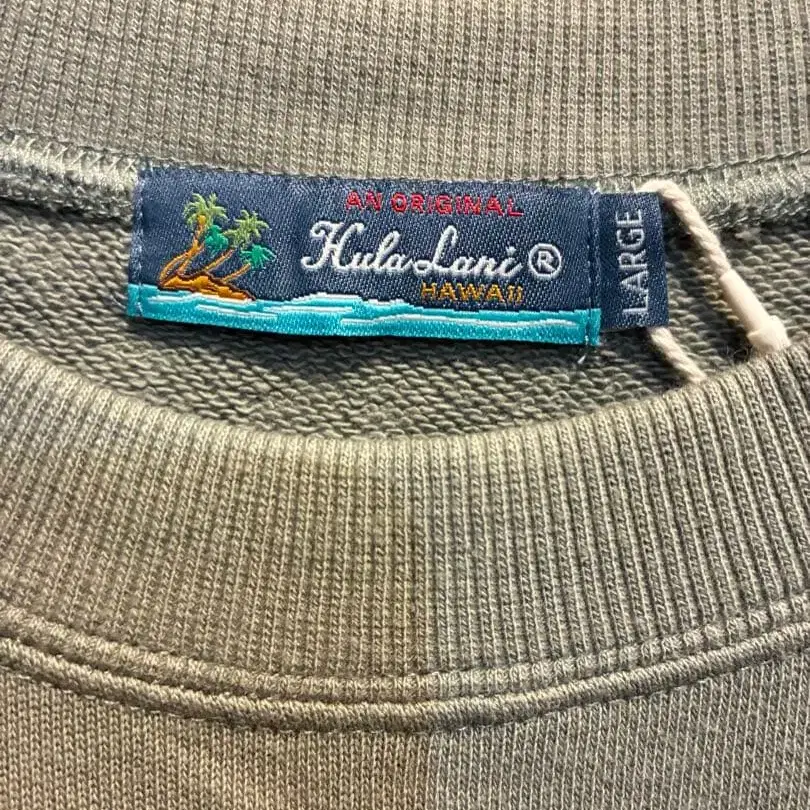 AN ORIGINAL
Hula Lani ®
HAWAII
LARGE